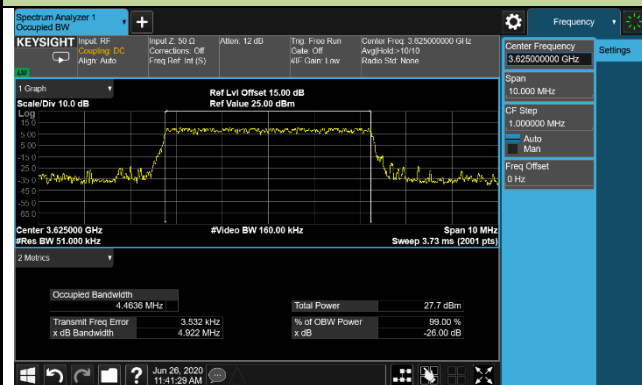 Spectrum Analyzer 1
Occupied BW
Frequency
KEYSIGHT
Input: RF
Coupling: DC
Align: Auto
Input Z: 50 Ω
Corrections: Off
Freq Ref: Int (S)
Atten: 12 dB
Trig: Free Run
Gate: Off
#IF Gain: Low
Center Freq: 3.625000000 GHz
Avg|Hold:>10/10
Radio Std: None
LXI
Center Frequency
3.625000000 GHz
Settings
Span
10.000 MHz
CF Step
1.000000 MHz
Auto
Man
Freq Offset
0 Hz
1 Graph
Scale/Div 10.0 dB
Ref Lvl Offset 15.00 dB
Ref Value 25.00 dBm
Log
15.0
5.00
-5.00
-15.0
-25.0
-35.0
-45.0
-55.0
-65.0
Center 3.625000 GHz
#Res BW 51.000 kHz
#Video BW 160.00 kHz
Span 10 MHz
Sweep 3.73 ms (2001 pts)
2 Metrics
Occupied Bandwidth
4.4636 MHz
Total Power
27.7 dBm
Transmit Freq Error
3.532 kHz
% of OBW Power
99.00 %
x dB Bandwidth
4.922 MHz
x dB
-26.00 dB
?
Jun 26, 2020
11:41:29 AM